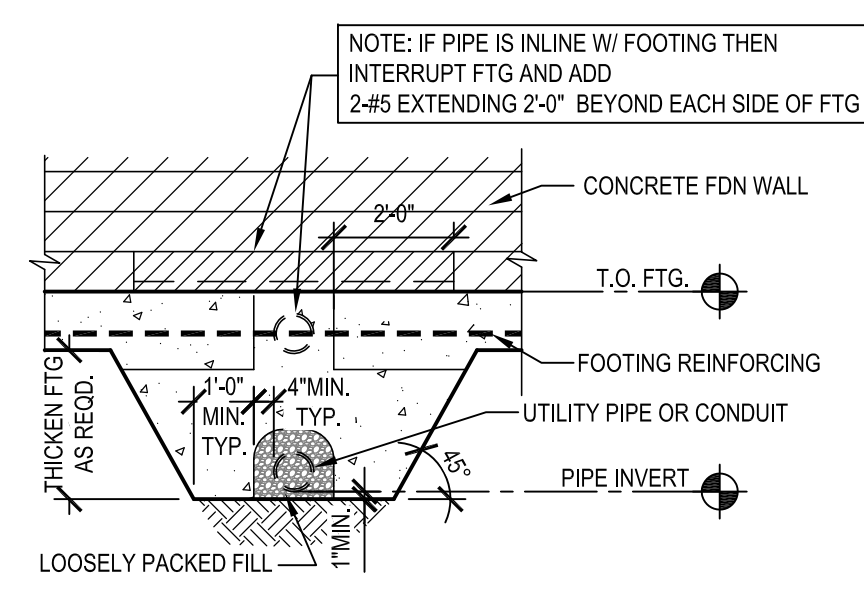 NOTE: IF PIPE IS INLINE W/ FOOTING THEN
INTERRUPT FTG AND ADD
2-#5 EXTENDING 2'-0" BEYOND EACH SIDE OF FTG
CONCRETE FDN WALL
2'-0"
T.O. FTG.
FOOTING REINFORCING
THICKEN FTG
AS REQD.
1'-0"
MIN.
TYP.
4"MIN.
TYP.
UTILITY PIPE OR CONDUIT
45°
PIPE INVERT
1"MIN.
LOOSELY PACKED FILL